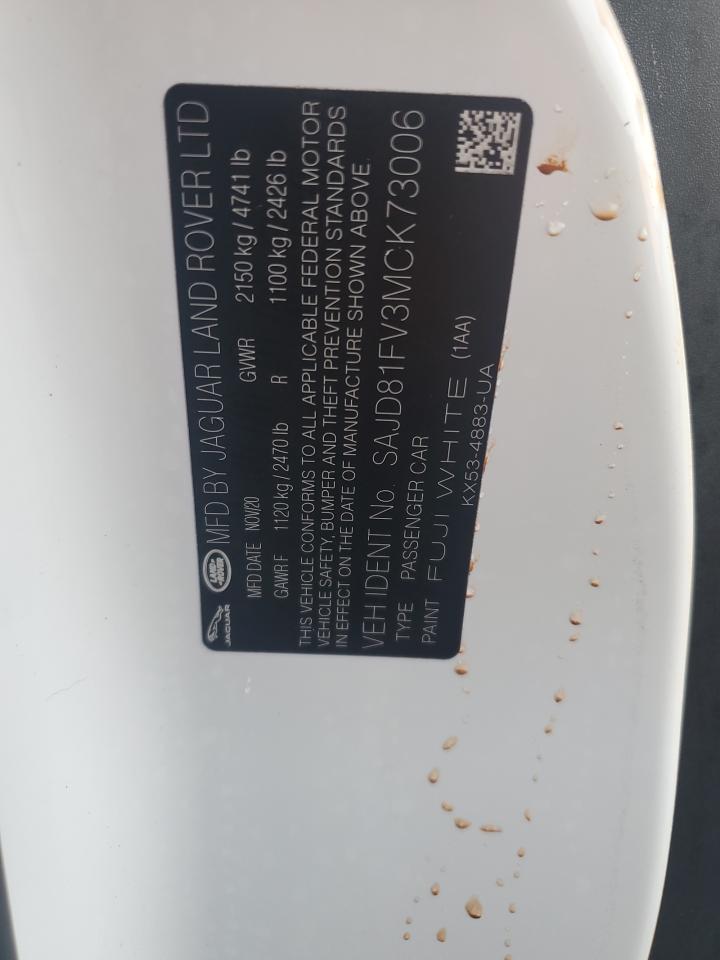 JAGUAR LAND ROVER MFD BY JAGUAR LAND ROVER LTD
MFD DATE NOV/20 GVWR 2150 kg / 4741 lb
GAWR F 1120 kg / 2470 lb R 1100 kg / 2426 lb
THIS VEHICLE CONFORMS TO ALL APPLICABLE FEDERAL MOTOR
VEHICLE SAFETY, BUMPER AND THEFT PREVENTION STANDARDS
IN EFFECT ON THE DATE OF MANUFACTURE SHOWN ABOVE.
VEH IDENT No. SAJD81FV3MCK73006
TYPE PASSENGER CAR
PAINT FUJI WHITE (1AA)
KX53-4883-UA